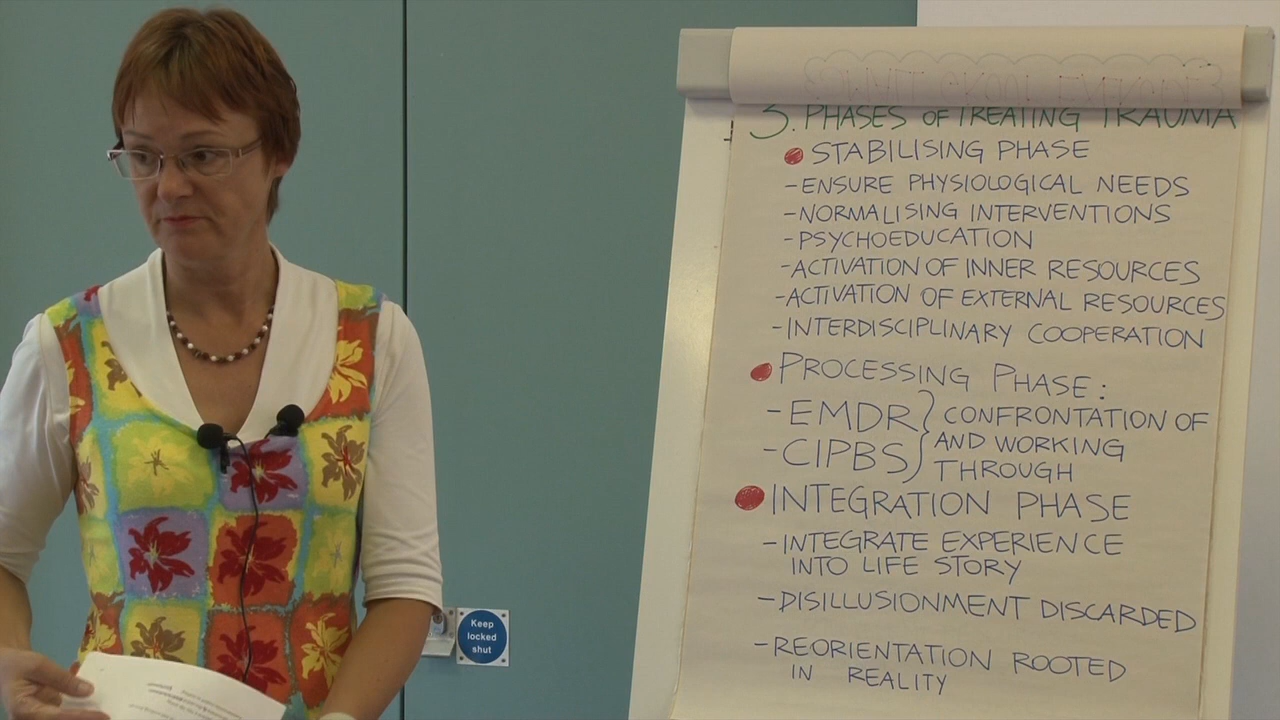 3. PHASES OF TREATING TRAUMA
STABILISING PHASE
-ENSURE PHYSIOLOGICAL NEEDS
-NORMALISING INTERVENTIONS
-PSYCHOEDUCATION
-ACTIVATION OF INNER RESOURCES
-ACTIVATION OF EXTERNAL RESOURCES
-INTERDISCIPLINARY COOPERATION
PROCESSING PHASE:
-EMDR } CONFRONTATION OF
-CIPBS } AND WORKING
THROUGH
INTEGRATION PHASE
-INTEGRATE EXPERIENCE
INTO LIFE STORY
-DISILLUSIONMENT DISCARDED
-REORIENTATION ROOTED
IN REALITY
Keep
locked
shut